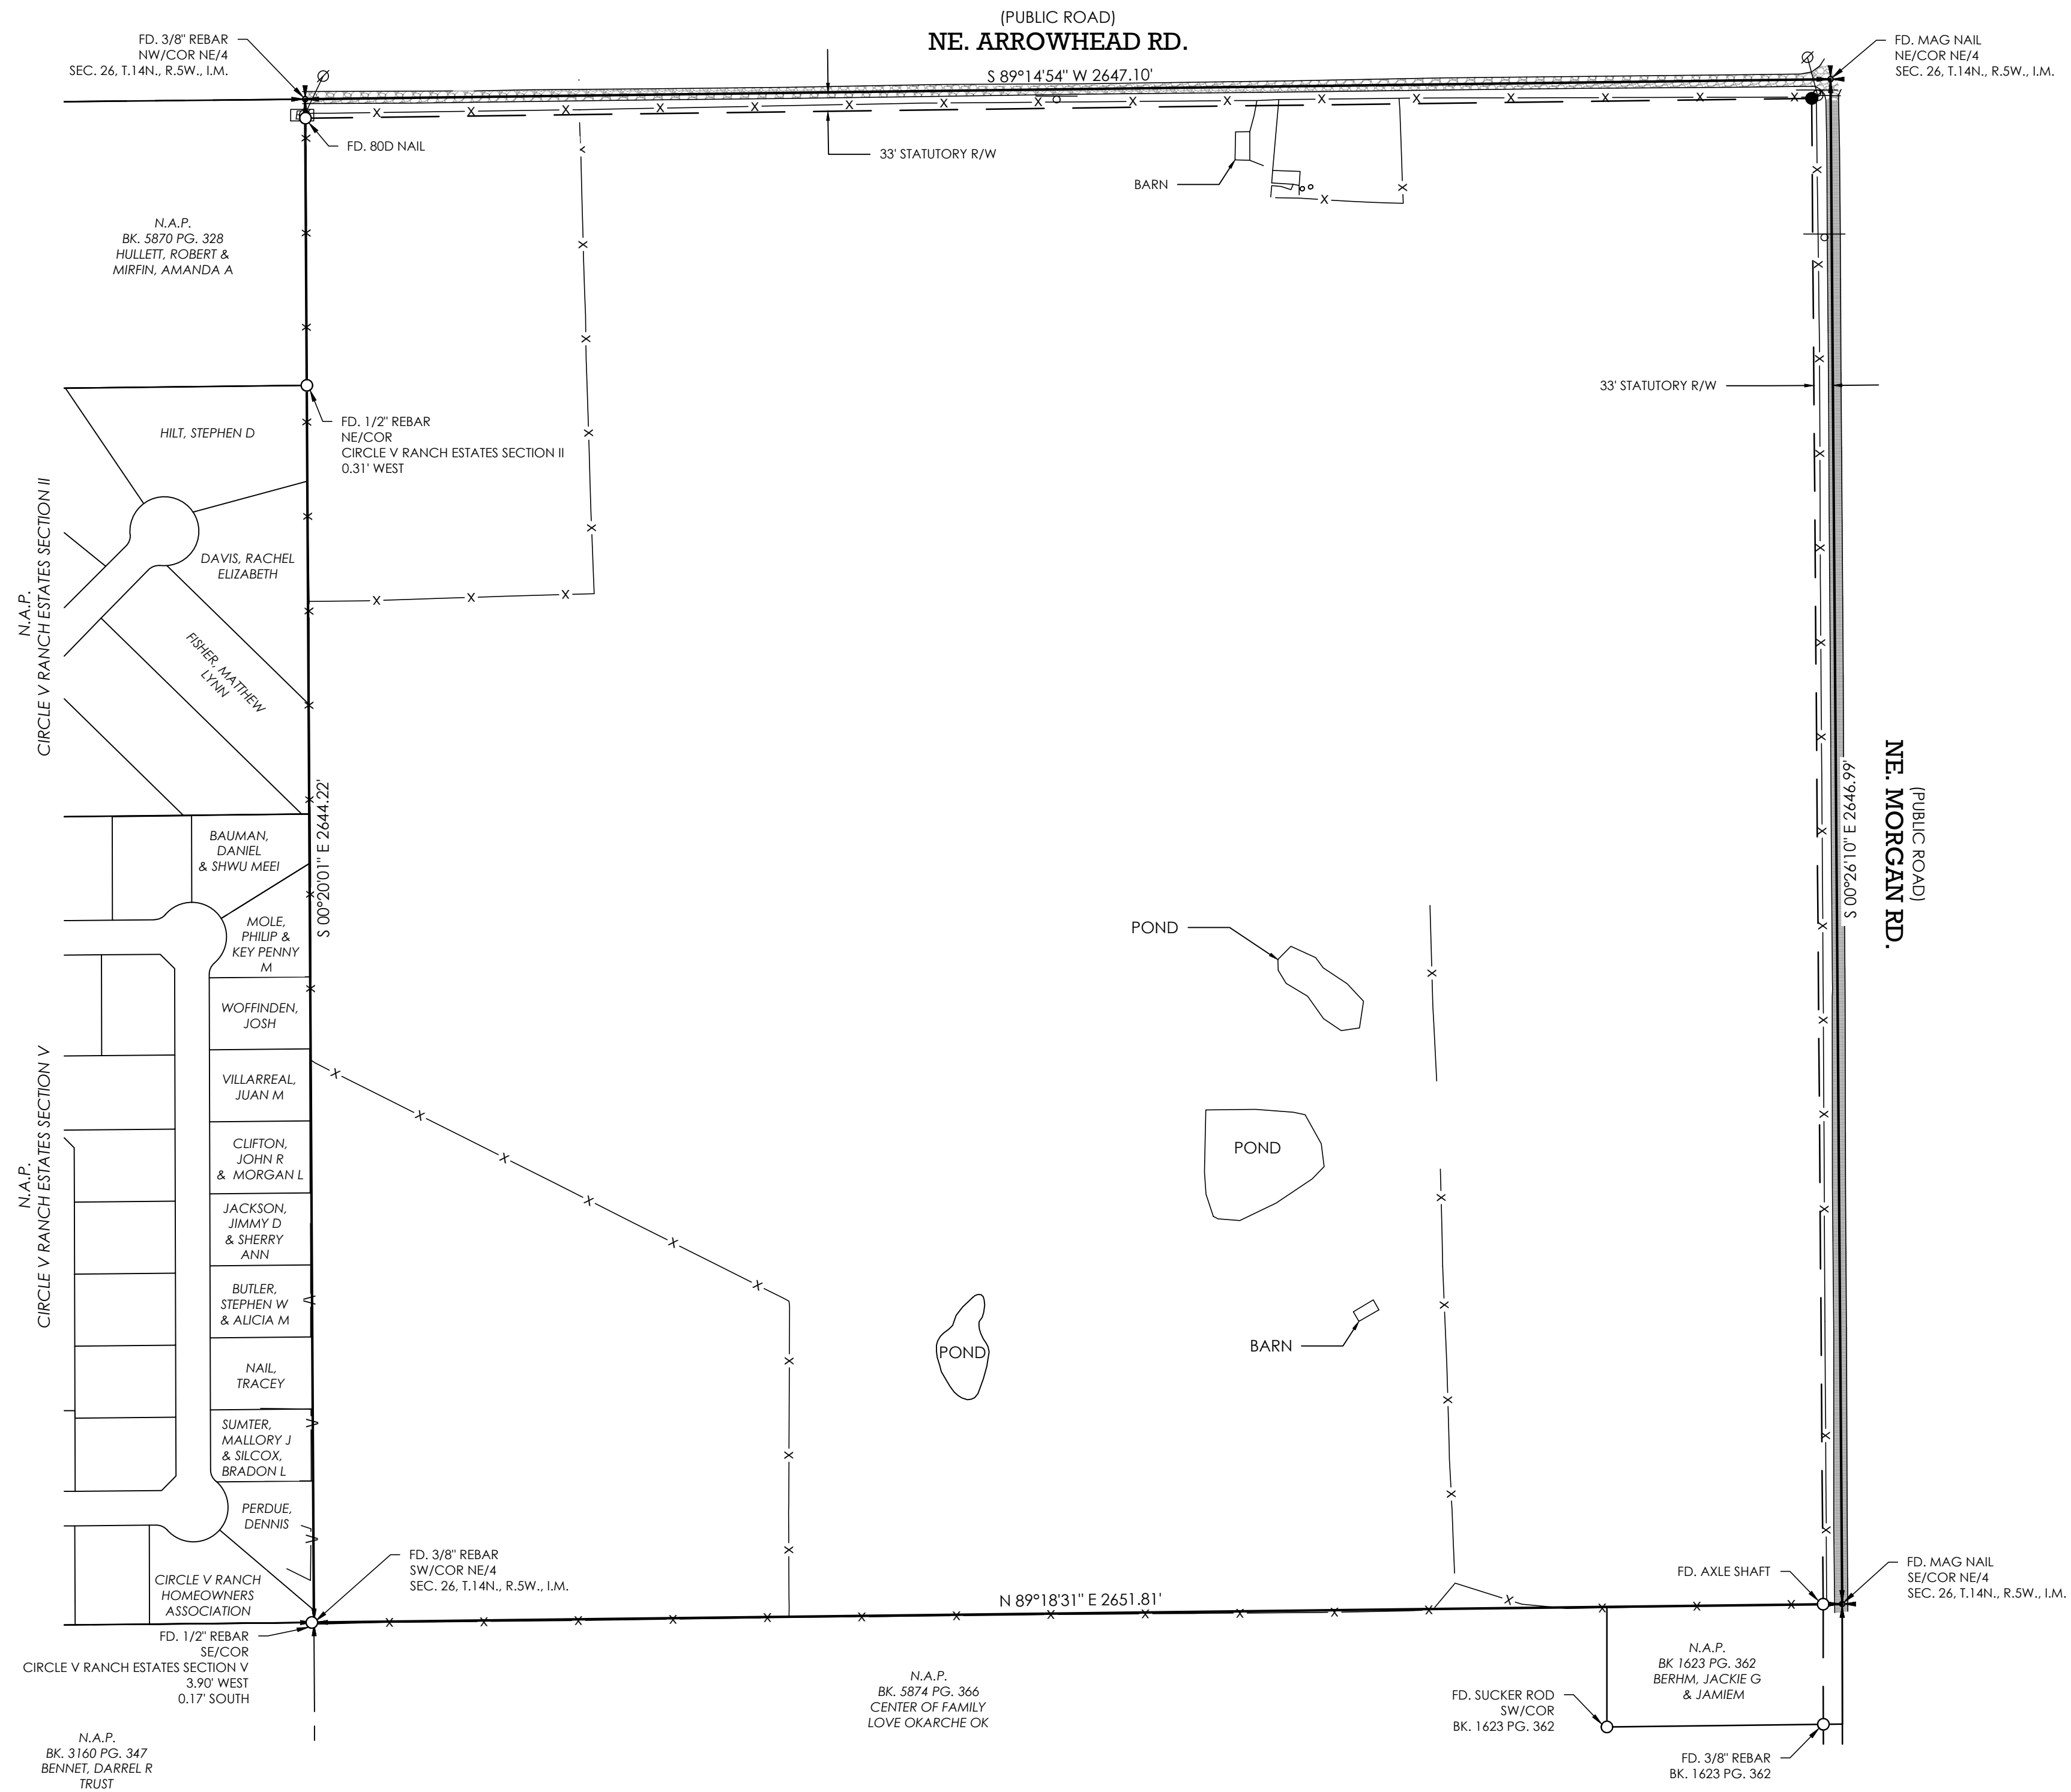 (PUBLIC ROAD)
NE. ARROWHEAD RD.
S 89°14'54" W 2647.10'
FD. 3/8" REBAR
NW/COR NE/4
SEC. 26, T.14N., R.5W., I.M.
FD. MAG NAIL
NE/COR NE/4
SEC. 26, T.14N., R.5W., I.M.
FD. 80D NAIL
33' STATUTORY R/W
BARN
N.A.P.
BK. 5870 PG. 328
HULLETT, ROBERT &
MIRFIN, AMANDA A
33' STATUTORY R/W
HILT, STEPHEN D
FD. 1/2" REBAR
NE/COR
CIRCLE V RANCH ESTATES SECTION II
0.31' WEST
N.A.P.
CIRCLE V RANCH ESTATES SECTION II
DAVIS, RACHEL
ELIZABETH
FISHER, MATTHEW
LYNN
S 00°20'01" E 2644.22'
S 00°26'10" E 2646.99'
NE. MORGAN RD.
(PUBLIC ROAD)
BAUMAN,
DANIEL
& SHWU MEEI
MOLE,
PHILIP &
KEY PENNY
M
POND
WOFFINDEN,
JOSH
VILLARREAL,
JUAN M
N.A.P.
CIRCLE V RANCH ESTATES SECTION V
CLIFTON,
JOHN R
& MORGAN L
POND
JACKSON,
JIMMY D
& SHERRY
ANN
BUTLER,
STEPHEN W
& ALICIA M
POND
BARN
NAIL,
TRACEY
SUMTER,
MALLORY J
& SILCOX,
BRADON L
PERDUE,
DENNIS
CIRCLE V RANCH
HOMEOWNERS
ASSOCIATION
FD. 3/8" REBAR
SW/COR NE/4
SEC. 26, T.14N., R.5W., I.M.
N 89°18'31" E 2651.81'
FD. AXLE SHAFT
FD. MAG NAIL
SE/COR NE/4
SEC. 26, T.14N., R.5W., I.M.
FD. 1/2" REBAR
SE/COR
CIRCLE V RANCH ESTATES SECTION V
3.90' WEST
0.17' SOUTH
N.A.P.
BK. 5874 PG. 366
CENTER OF FAMILY
LOVE OKARCHE OK
N.A.P.
BK 1623 PG. 362
BERHM, JACKIE G
& JAMIEM
FD. SUCKER ROD
SW/COR
BK. 1623 PG. 362
N.A.P.
BK. 3160 PG. 347
BENNET, DARREL R
TRUST
FD. 3/8" REBAR
BK. 1623 PG. 362